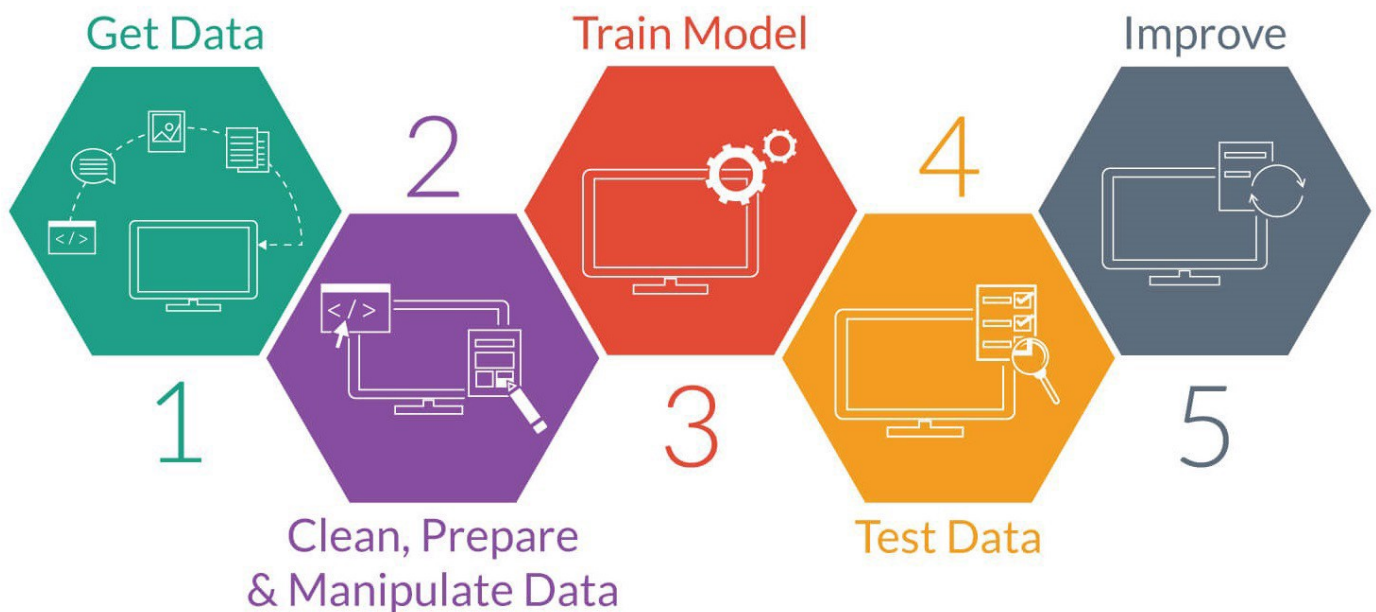 Get Data
1
2
Clean, Prepare
& Manipulate Data
Train Model
3
4
Test Data
Improve
5
</> 
</>